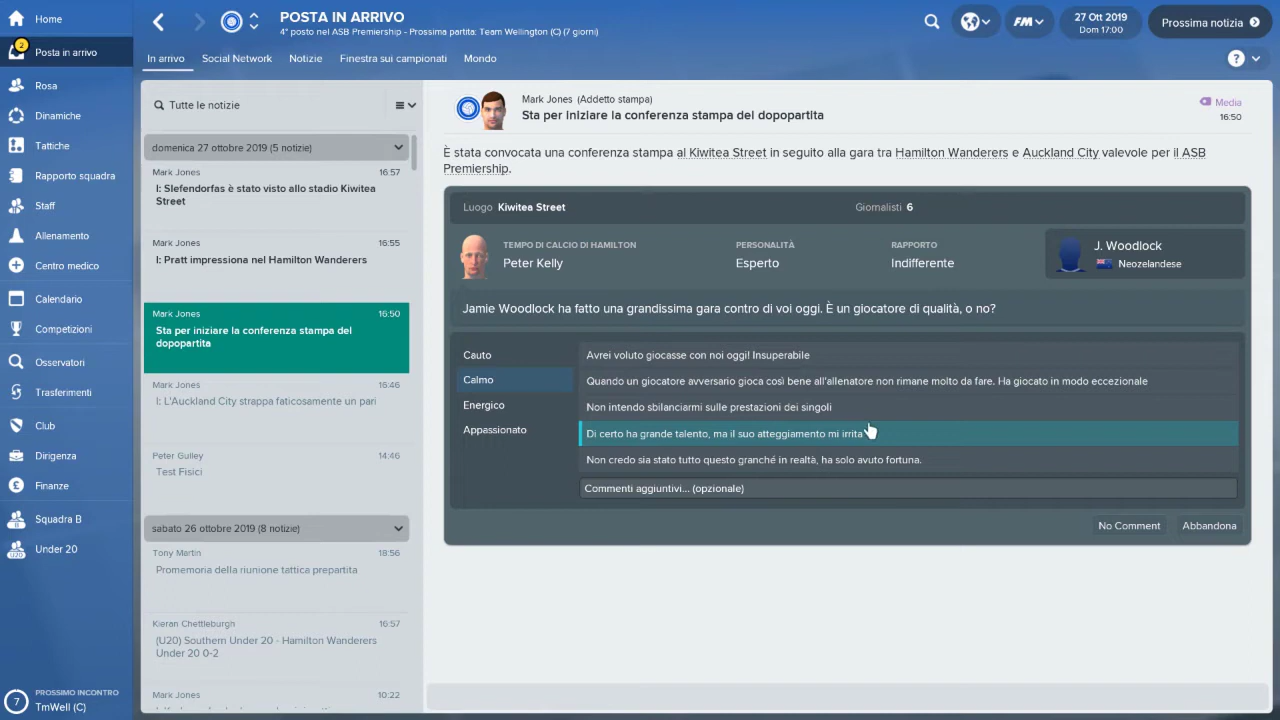 Home
2
Posta in arrivo
Rosa
Dinamiche
Tattiche
Rapporto squadra
Staff
Allenamento
Centro medico
Calendario
Competizioni
Osservatori
Trasferimenti
Club
Dirigenza
Finanze
Squadra B
U20
Under 20
7
PROSSIMO INCONTRO
TmWell (C)
POSTA IN ARRIVO
4° posto nel ASB Premiership - Prossima partita: Team Wellington (C) (7 giorni)
FM
27 Ott 2019
Dom 17:00
Prossima notizia
In arrivo Social Network Notizie Finestra sui campionati Mondo
?
Tutte le notizie
domenica 27 ottobre 2019 (5 notizie)
Mark Jones 16:57
I: Slefendorfas è stato visto allo stadio Kiwitea
Street
Mark Jones 16:55
I: Pratt impressiona nel Hamilton Wanderers
Mark Jones 16:50
Sta per iniziare la conferenza stampa del
dopopartita
Mark Jones 16:46
I: L'Auckland City strappa faticosamente un pari
Peter Gulley 14:46
Test Fisici
sabato 26 ottobre 2019 (8 notizie)
Tony Martin 18:56
Promemoria della riunione tattica prepartita
Kieran Chettleburgh 16:57
(U20) Southern Under 20 - Hamilton Wanderers
Under 20 0-2
Mark Jones 10:22
Mark Jones (Addetto stampa)
Sta per iniziare la conferenza stampa del dopopartita
Media
16:50
È stata convocata una conferenza stampa al Kiwitea Street in seguito alla gara tra Hamilton Wanderers e Auckland City valevole per il ASB
Premiership.
Luogo Kiwitea Street Giornalisti 6
TEMPO DI CALCIO DI HAMILTON PERSONALITÀ RAPPORTO
Peter Kelly Esperto Indifferente
J. Woodlock
Neozelandese
Jamie Woodlock ha fatto una grandissima gara contro di voi oggi. È un giocatore di qualità, o no?
Cauto
Calmo
Energico
Appassionato
Avrei voluto giocasse con noi oggi! Insuperabile
Quando un giocatore avversario gioca così bene all'allenatore non rimane molto da fare. Ha giocato in modo eccezionale
Non intendo sbilanciarmi sulle prestazioni dei singoli
Di certo ha grande talento, ma il suo atteggiamento mi irrita
Non credo sia stato tutto questo granché in realtà, ha solo avuto fortuna.
Commenti aggiuntivi... (opzionale)
No Comment Abbandona